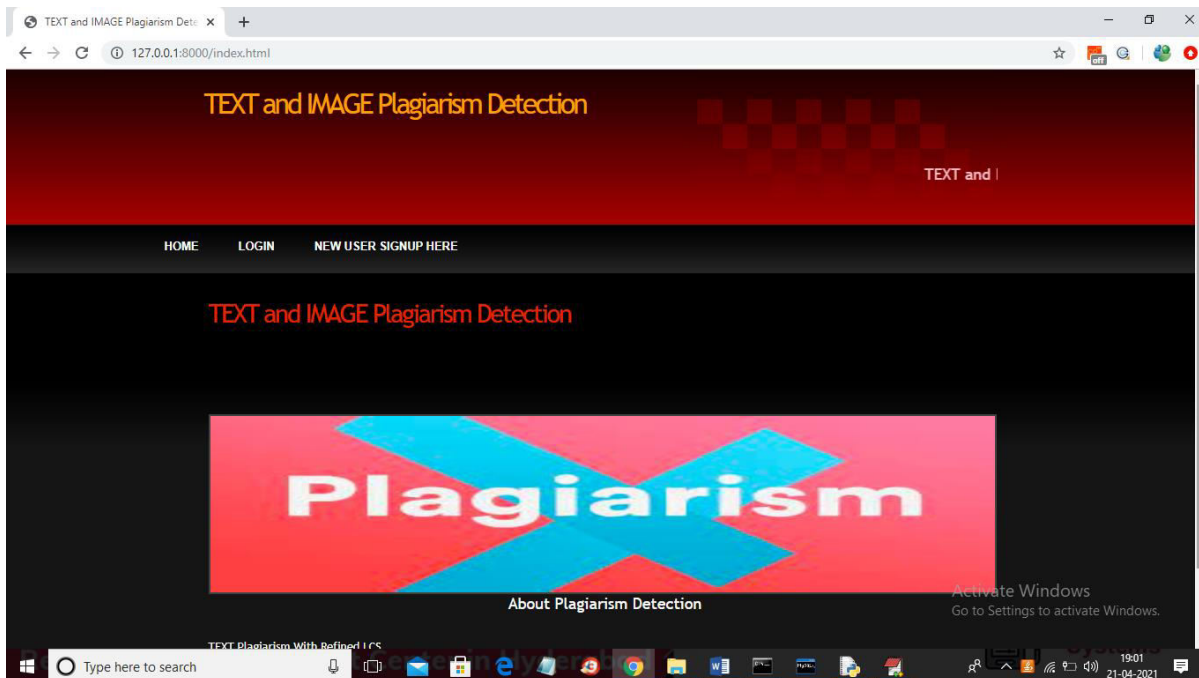 TEXT and IMAGE Plagiarism Dete
127.0.0.1:8000/index.html
off
TEXT and IMAGE Plagiarism Detection
TEXT and
HOME LOGIN NEW USER SIGNUP HERE
TEXT and IMAGE Plagiarism Detection
Plagiarism
About Plagiarism Detection
Activate Windows
Go to Settings to activate Windows.
TEXT Plagiarism With Refined LCS
Type here to search
19:01
21-04-2021